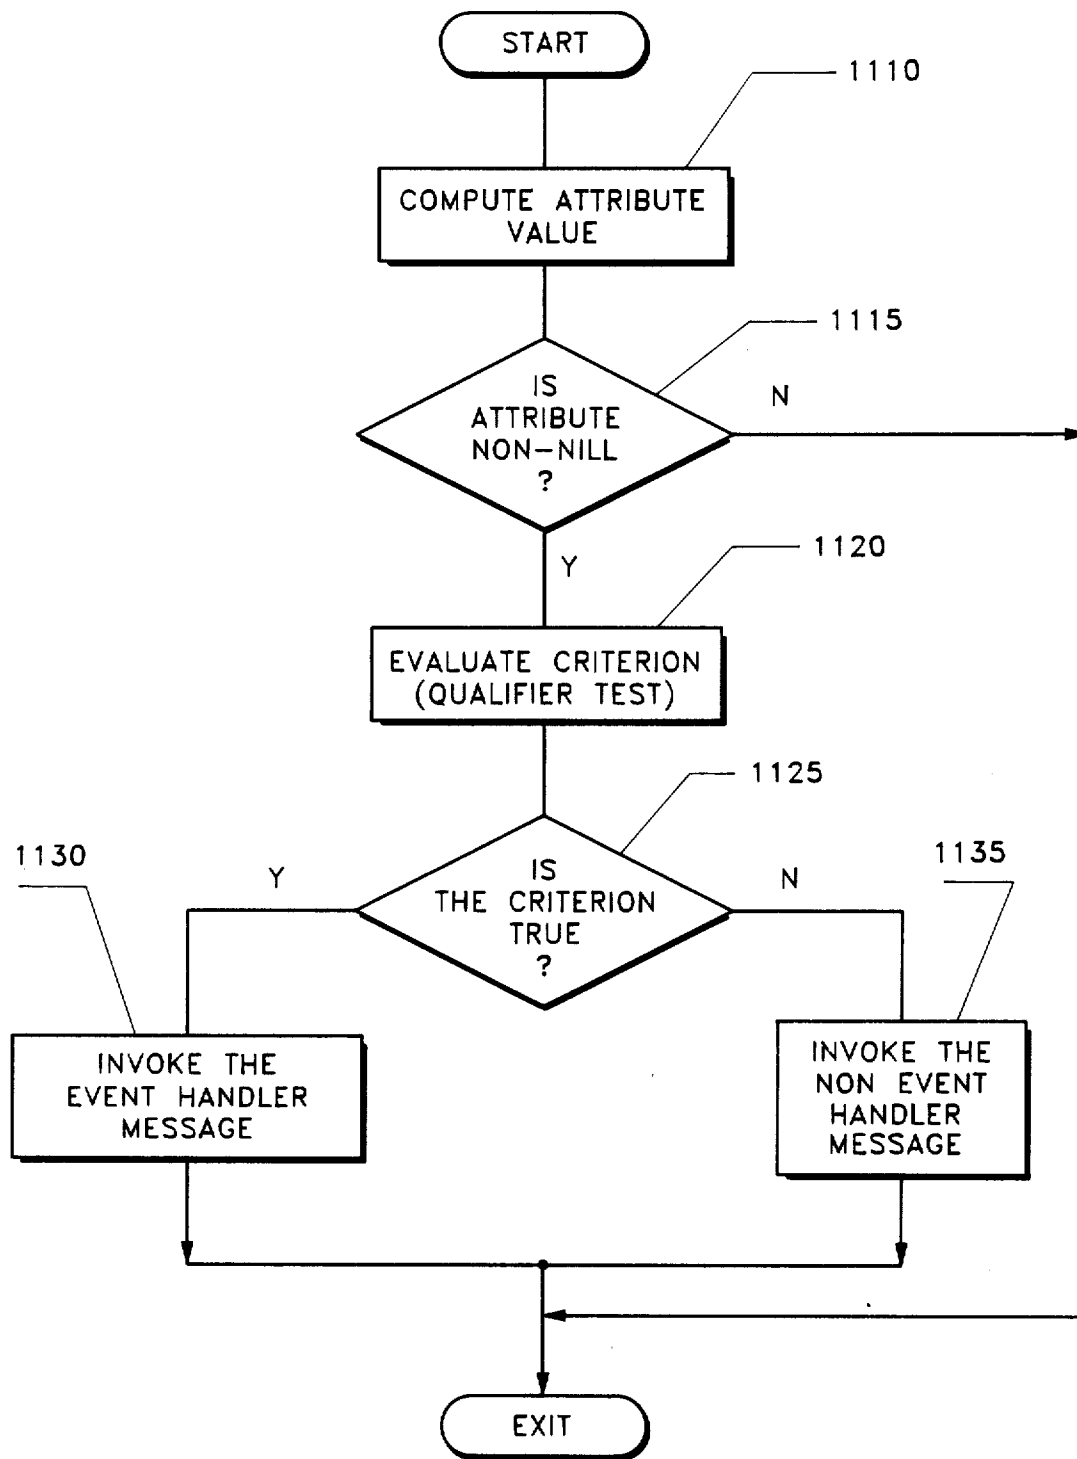 START
1110
COMPUTE ATTRIBUTE
VALUE
1115
IS
ATTRIBUTE
NON-NILL
?
N
Y
1120
EVALUATE CRITERION
(QUALIFIER TEST)
1125
IS
THE CRITERION
TRUE
?
Y
N
1130
1135
INVOKE THE
EVENT HANDLER
MESSAGE
INVOKE THE
NON EVENT
HANDLER
MESSAGE
EXIT